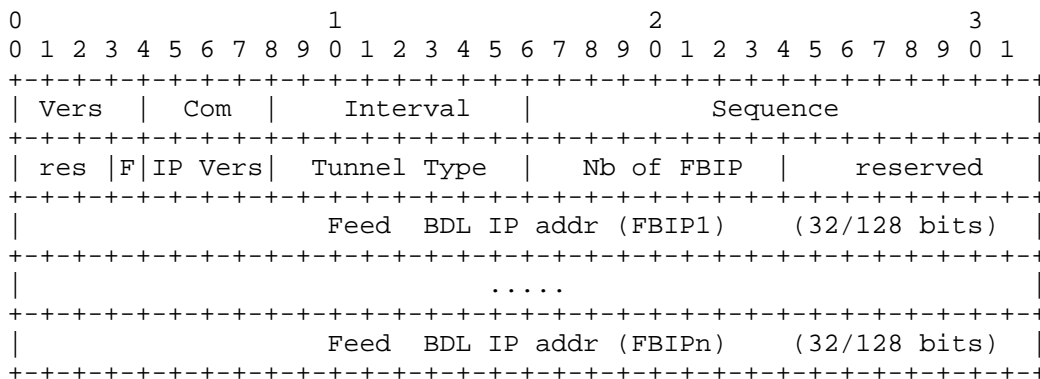 0                   1                   2                   3
0 1 2 3 4 5 6 7 8 9 0 1 2 3 4 5 6 7 8 9 0 1 2 3 4 5 6 7 8 9 0 1
+-+-+-+-+-+-+-+-+-+-+-+-+-+-+-+-+-+-+-+-+-+-+-+-+-+-+-+-+-+-+-+-+
| Vers  |  Com  |    Interval   |           Sequence            |
+-+-+-+-+-+-+-+-+-+-+-+-+-+-+-+-+-+-+-+-+-+-+-+-+-+-+-+-+-+-+-+-+
| res |F|IP Vers|  Tunnel Type  |   Nb of FBIP  |    reserved   |
+-+-+-+-+-+-+-+-+-+-+-+-+-+-+-+-+-+-+-+-+-+-+-+-+-+-+-+-+-+-+-+-+
|                   Feed  BDL IP addr (FBIP1)    (32/128 bits)  |
+-+-+-+-+-+-+-+-+-+-+-+-+-+-+-+-+-+-+-+-+-+-+-+-+-+-+-+-+-+-+-+-+
|                             .....                             |
+-+-+-+-+-+-+-+-+-+-+-+-+-+-+-+-+-+-+-+-+-+-+-+-+-+-+-+-+-+-+-+-+
|                   Feed  BDL IP addr (FBIPn)    (32/128 bits)  |
+-+-+-+-+-+-+-+-+-+-+-+-+-+-+-+-+-+-+-+-+-+-+-+-+-+-+-+-+-+-+-+-+